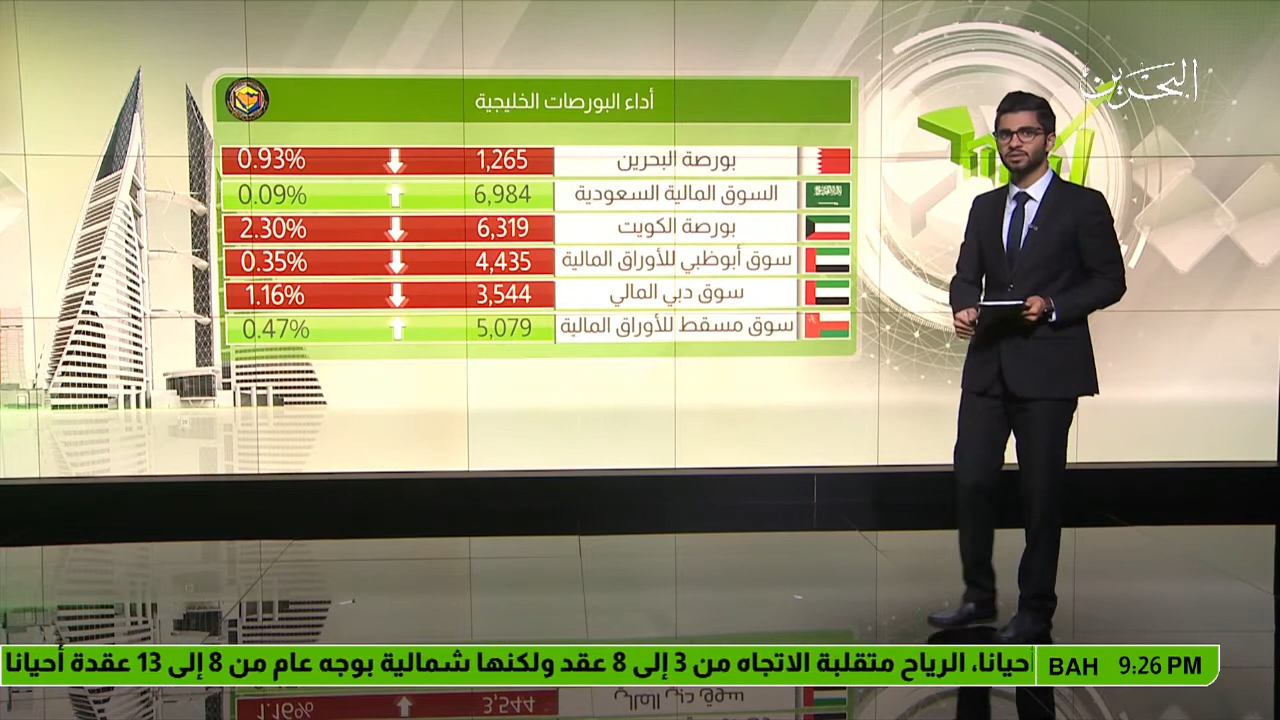 البحرين
أداء البورصات الخليجية
بورصة البحرين 1,265 0.93%
السوق المالية السعودية 6,984 0.09%
بورصة الكويت 6,319 2.30%
سوق أبوظبي للأوراق المالية 4,435 0.35%
سوق دبي المالي 3,544 1.16%
سوق مسقط للأوراق المالية 5,079 0.47%
BAH 9:26 PM
أحيانا، الرياح متقلبة الاتجاه من 3 إلى 8 عقد ولكنها شمالية بوجه عام من 8 إلى 13 عقدة أحيانا